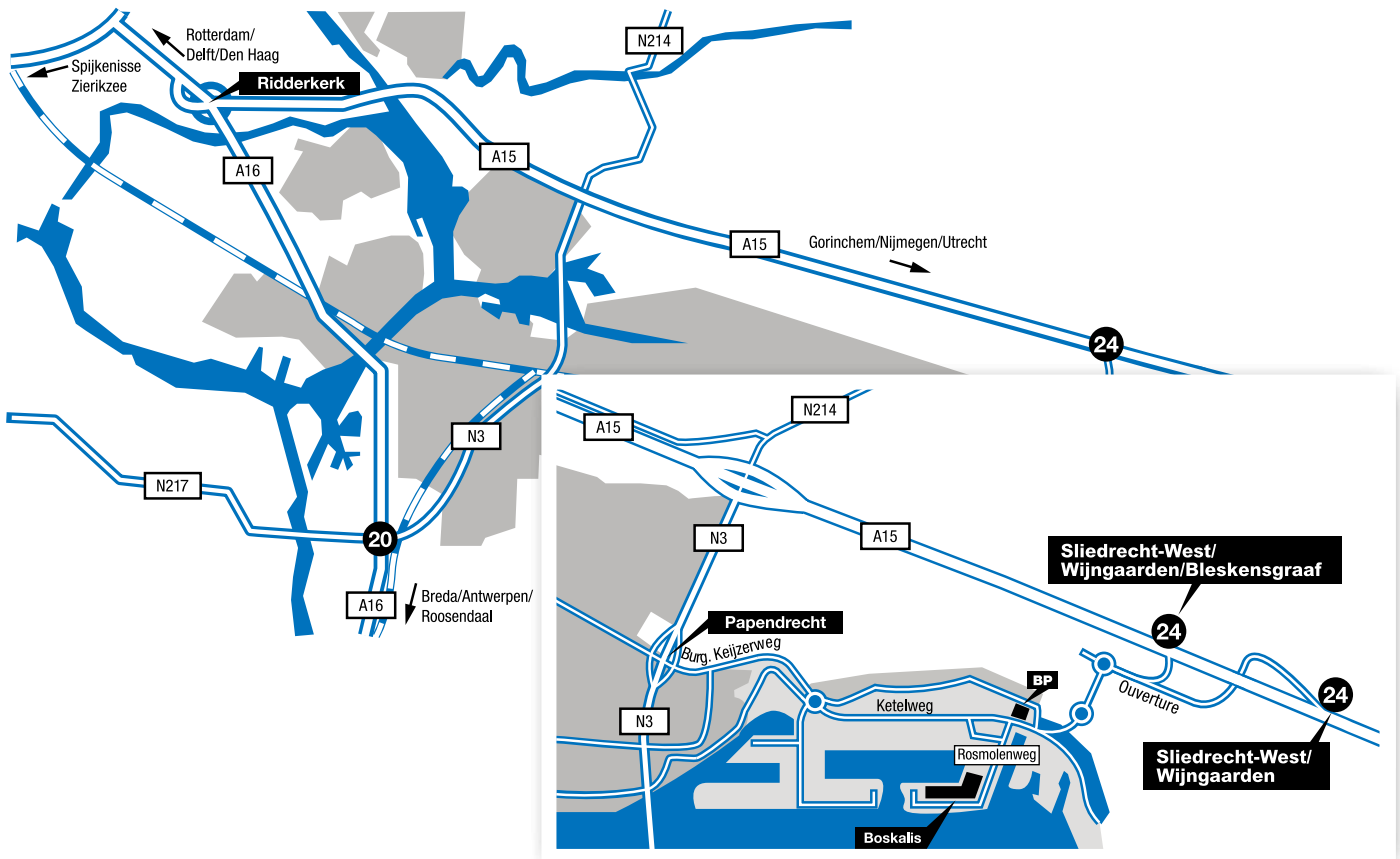 Rotterdam/
Delft/Den Haag
Spijkenisse
Zierikzee
Ridderkerk
N214
A16
A15
A15
Gorinchem/Nijmegen/Utrecht
24
N3
N217
20
A16
Breda/Antwerpen/
Roosendaal
N214
A15
N3
A15
Sliedrecht-West/
Wijngaarden/Bleskensgraaf
24
Papendrecht
Burg. Keijzerweg
BP
Ouverture
24
Ketelweg
N3
Rosmolenweg
Sliedrecht-West/
Wijngaarden
Boskalis